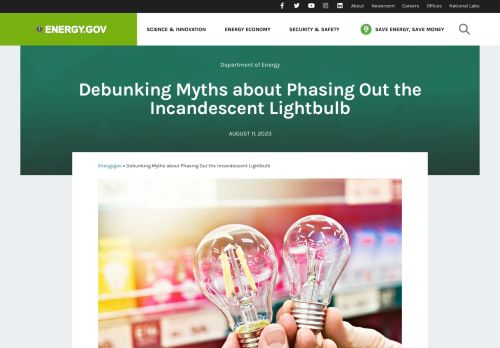 About Newsroom Careers Offices National Labs
ENERGY.GOV
SCIENCE & INNOVATION ENERGY ECONOMY SECURITY & SAFETY SAVE ENERGY, SAVE MONEY
Department of Energy
Debunking Myths about Phasing Out the
Incandescent Lightbulb
AUGUST 11, 2023
Energy.gov » Debunking Myths about Phasing Out the Incandescent Lightbulb